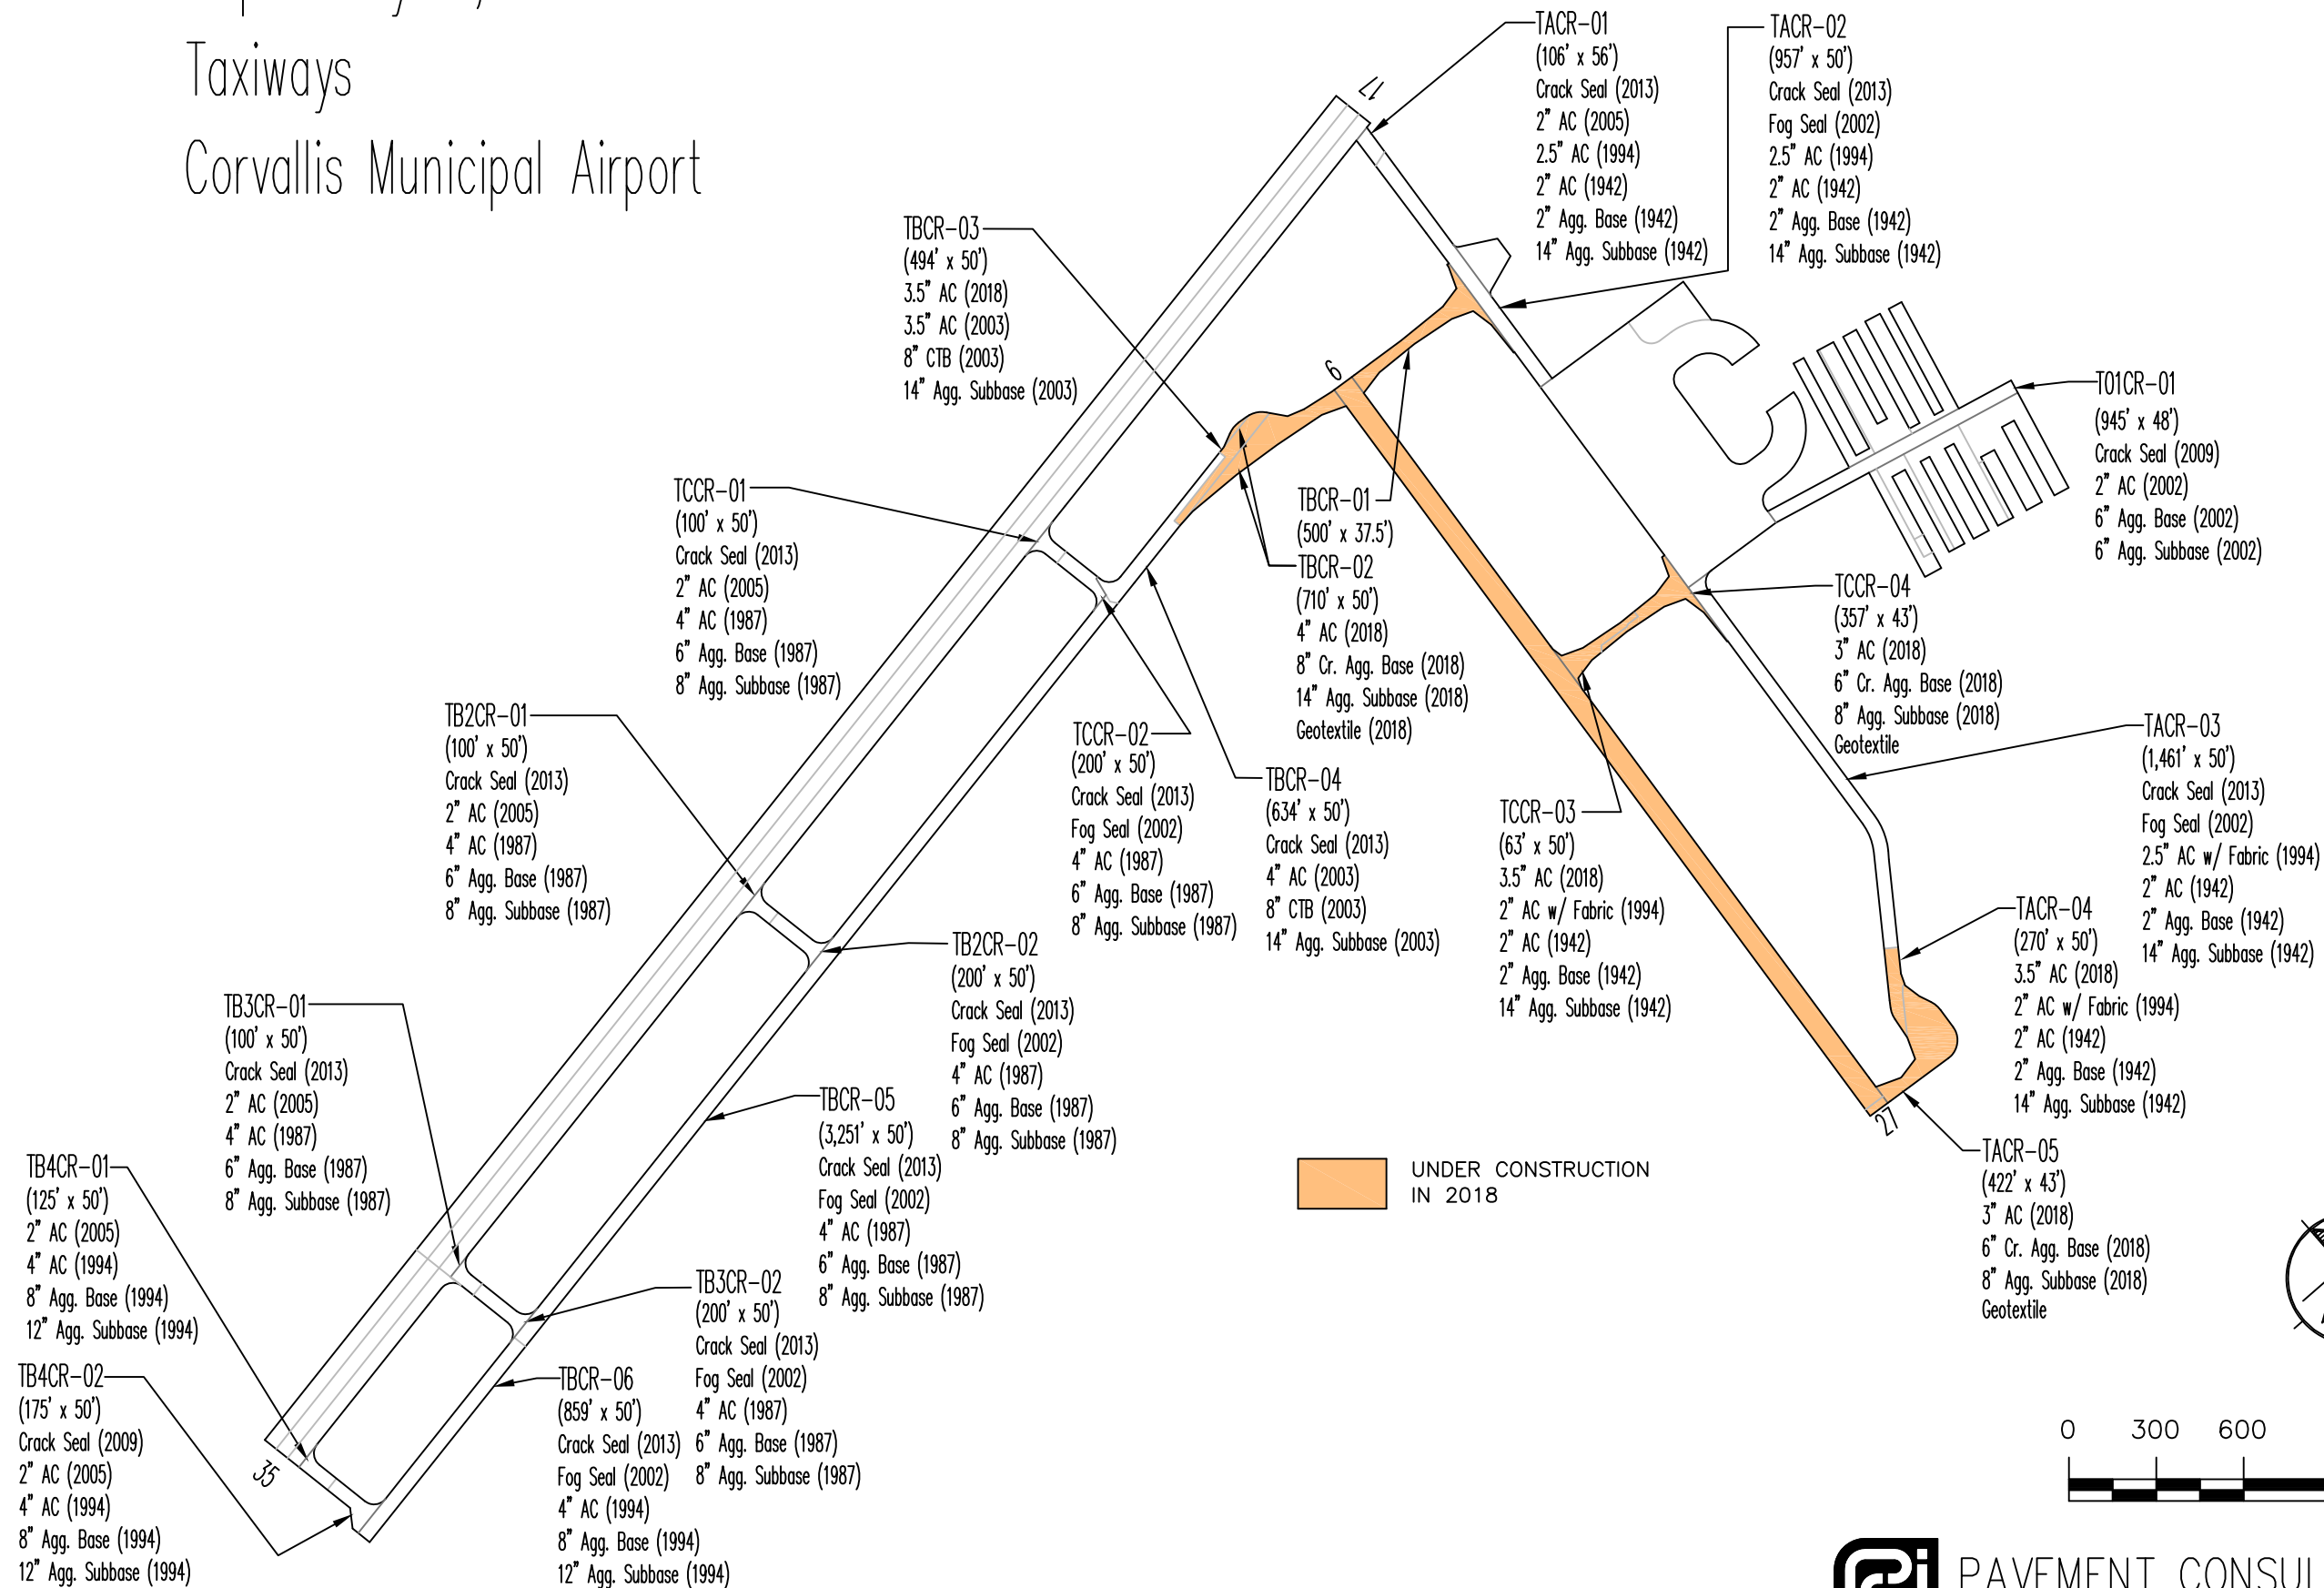 Taxiways
Corvallis Municipal Airport
TACR-01
(106' x 56')
Crack Seal (2013)
2" AC (2005)
2.5" AC (1994)
2" AC (1942)
2" Agg. Base (1942)
14" Agg. Subbase (1942)
TACR-02
(957' x 50')
Crack Seal (2013)
Fog Seal (2002)
2.5" AC (1994)
2" AC (1942)
2" Agg. Base (1942)
14" Agg. Subbase (1942)
17
TBCR-03
(494' x 50')
3.5" AC (2018)
3.5" AC (2003)
8" CTB (2003)
14" Agg. Subbase (2003)
9
T01CR-01
(945' x 48')
Crack Seal (2009)
2" AC (2002)
6" Agg. Base (2002)
6" Agg. Subbase (2002)
TCCR-01
(100' x 50')
Crack Seal (2013)
2" AC (2005)
4" AC (1987)
6" Agg. Base (1987)
8" Agg. Subbase (1987)
TBCR-01
(500' x 37.5')
TBCR-02
(710' x 50')
4" AC (2018)
8" Cr. Agg. Base (2018)
14" Agg. Subbase (2018)
Geotextile (2018)
TCCR-04
(357' x 43')
3" AC (2018)
6" Cr. Agg. Base (2018)
8" Agg. Subbase (2018)
Geotextile
TB2CR-01
(100' x 50')
Crack Seal (2013)
2" AC (2005)
4" AC (1987)
6" Agg. Base (1987)
8" Agg. Subbase (1987)
TCCR-02
(200' x 50')
Crack Seal (2013)
Fog Seal (2002)
4" AC (1987)
6" Agg. Base (1987)
8" Agg. Subbase (1987)
TBCR-04
(634' x 50')
Crack Seal (2013)
4" AC (2003)
8" CTB (2003)
14" Agg. Subbase (2003)
TCCR-03
(63' x 50')
3.5" AC (2018)
2" AC w/ Fabric (1994)
2" AC (1942)
2" Agg. Base (1942)
14" Agg. Subbase (1942)
TACR-03
(1,461' x 50')
Crack Seal (2013)
Fog Seal (2002)
2.5" AC w/ Fabric (1994)
2" AC (1942)
2" Agg. Base (1942)
14" Agg. Subbase (1942)
TACR-04
(270' x 50')
3.5" AC (2018)
2" AC w/ Fabric (1994)
2" AC (1942)
2" Agg. Base (1942)
14" Agg. Subbase (1942)
TB2CR-02
(200' x 50')
Crack Seal (2013)
Fog Seal (2002)
4" AC (1987)
6" Agg. Base (1987)
8" Agg. Subbase (1987)
TB3CR-01
(100' x 50')
Crack Seal (2013)
2" AC (2005)
4" AC (1987)
6" Agg. Base (1987)
8" Agg. Subbase (1987)
TBCR-05
(3,251' x 50')
Crack Seal (2013)
Fog Seal (2002)
4" AC (1987)
6" Agg. Base (1987)
8" Agg. Subbase (1987)
27
TACR-05
(422' x 43')
3" AC (2018)
6" Cr. Agg. Base (2018)
8" Agg. Subbase (2018)
Geotextile
UNDER CONSTRUCTION
IN 2018
TB4CR-01
(125' x 50')
2" AC (2005)
4" AC (1994)
8" Agg. Base (1994)
12" Agg. Subbase (1994)
TB3CR-02
(200' x 50')
Crack Seal (2013)
Fog Seal (2002)
4" AC (1987)
6" Agg. Base (1987)
8" Agg. Subbase (1987)
TB4CR-02
(175' x 50')
Crack Seal (2009)
2" AC (2005)
4" AC (1994)
8" Agg. Base (1994)
12" Agg. Subbase (1994)
35
TBCR-06
(859' x 50')
Crack Seal (2013)
Fog Seal (2002)
4" AC (1994)
8" Agg. Base (1994)
12" Agg. Subbase (1994)
0 300 600
PAVEMENT